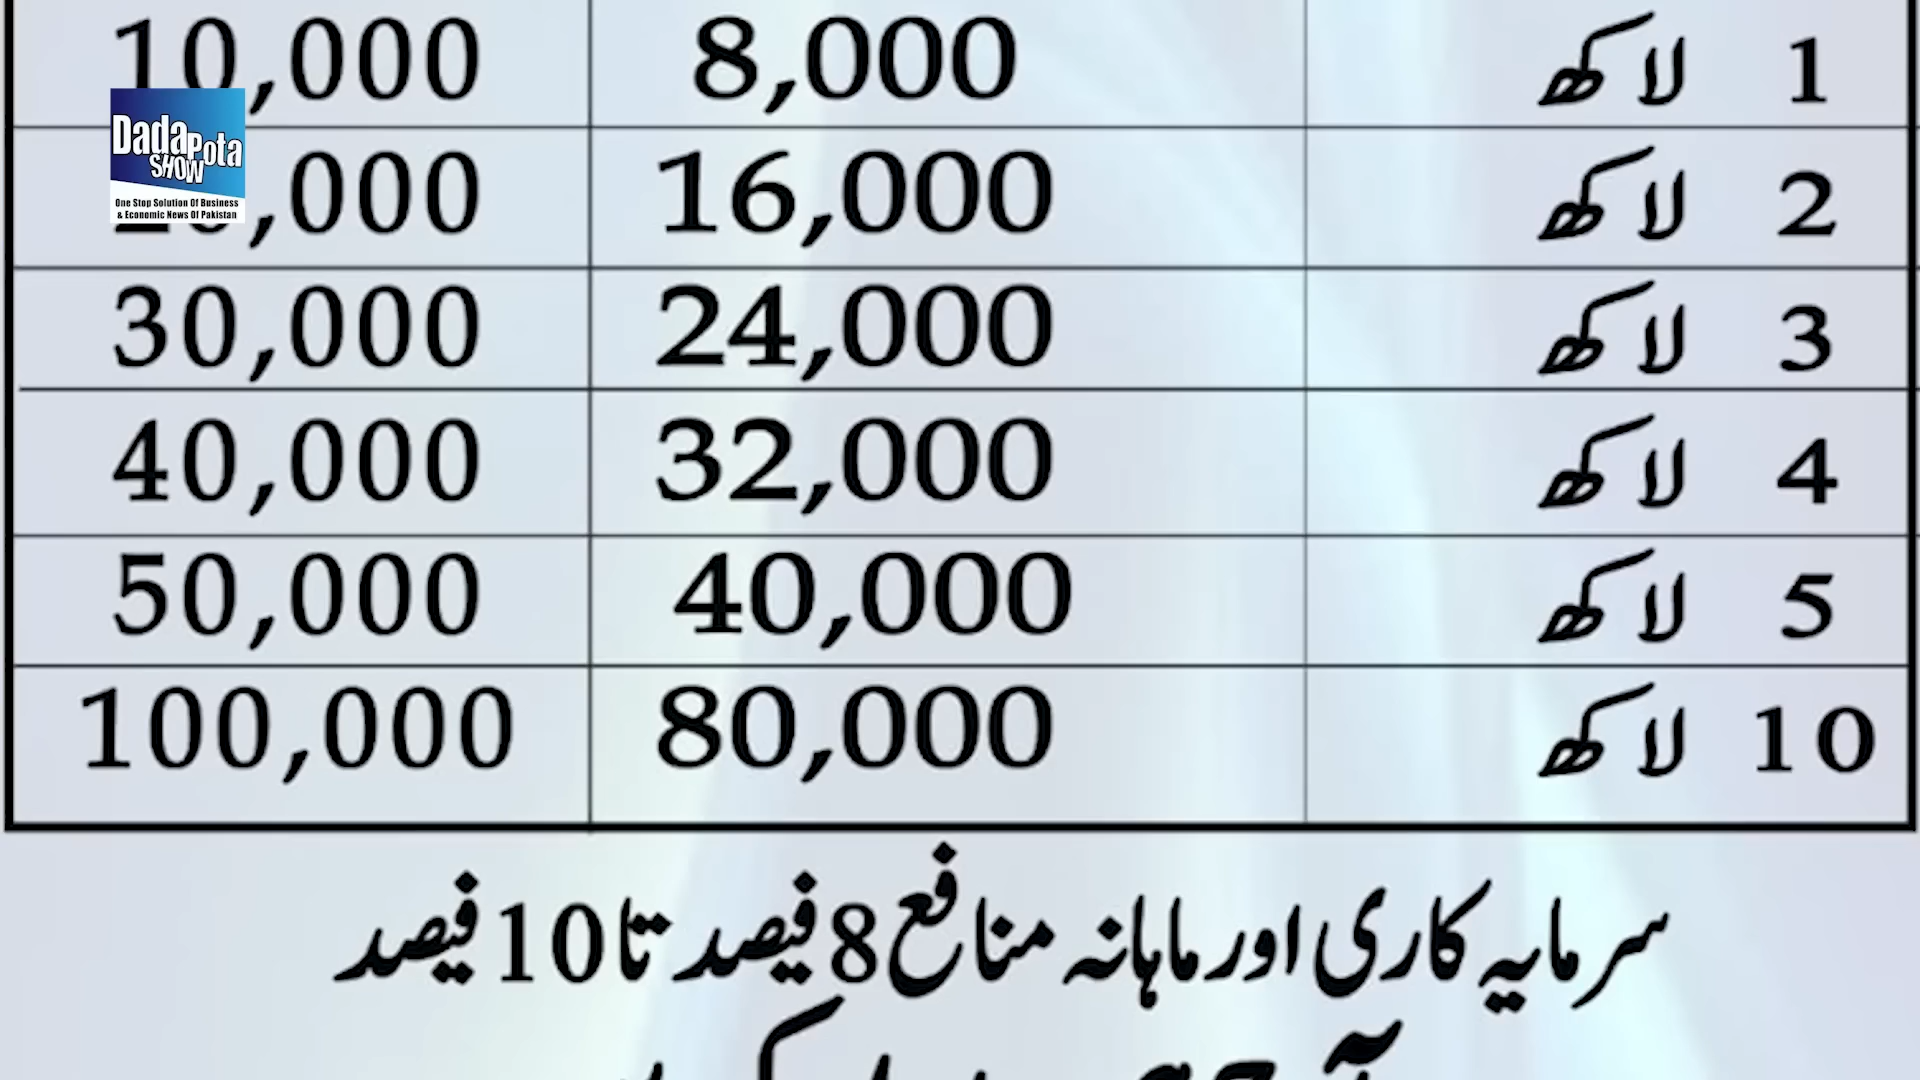 1 لاکھ 8,000 10,000
2 لاکھ 16,000 20,000
3 لاکھ 24,000 30,000
4 لاکھ 32,000 40,000
5 لاکھ 40,000 50,000
10 لاکھ 80,000 100,000
سرمایہ کاری اور ماہانہ منافع 8 فیصد تا 10 فیصد
Dada Pota
SHOW
One Stop Solution Of Business
& Economic News Of Pakistan